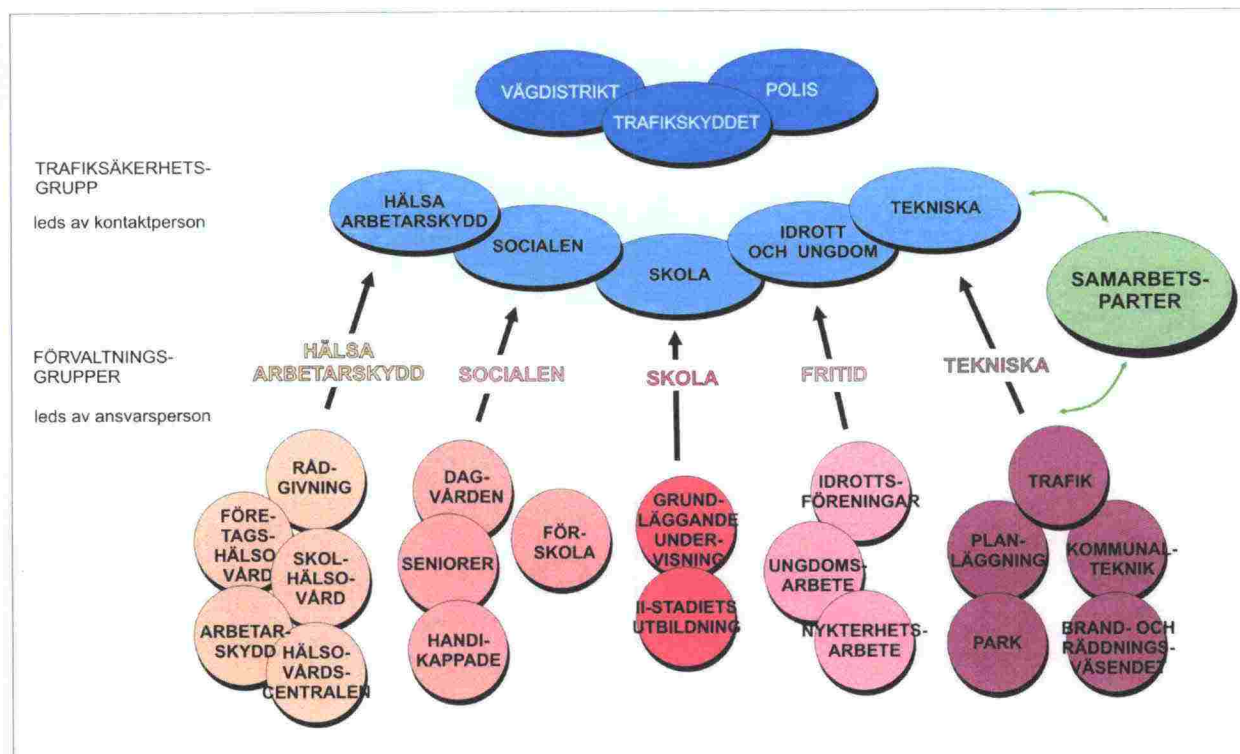 VÄGDISTRIKT
POLIS
TRAFIKSKYDDET
TRAFIKSÄKERHETS-
GRUPP
leds av kontaktperson
HÄLSA
ARBETARSKYDD
SOCIALEN
SKOLA
IDROTT
OCH UNGDOM
TEKNISKA
SAMARBETS-
PARTER
FÖRVALTNINGS-
GRUPPER
leds av ansvarsperson
HÄLSA
ARBETARSKYDD
SOCIALEN
SKOLA
FRITID
TEKNISKA
RÅD-
GIVNING
FÖRE-
TAGS-
HÄLSO
VÅRD
SKOL-
HÄLSO-
VÅRD
ARBETAR-
SKYDD
HÄLSO-
VÅRDS-
CENTRALEN
DAG-
VÅRDEN
FÖR-
SKOLA
SENIORER
HANDI-
KAPPADE
GRUND-
LÄGGANDE
UNDER-
VISNING
II-STADIETS
UTBILDNING
IDROTTS-
FÖRENINGAR
UNGDOMS-
ARBETE
NYKTERHETS-
ARBETE
TRAFIK
PLAN-
LÄGGNING
KOMMUNAL-
TEKNIK
PARK
BRAND- OCH
RÄDDNINGS-
VÄSENDET